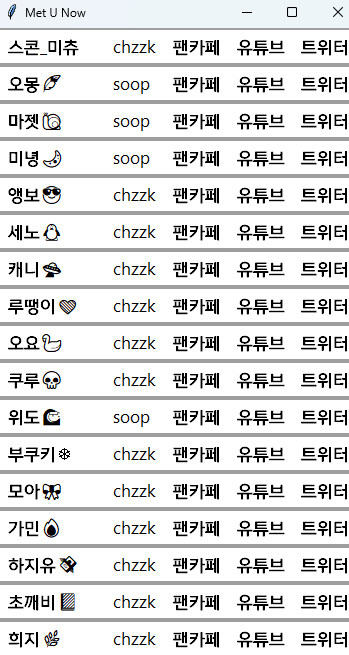 Met U Now
스콘_미츄 chzzk 팬카페 유튜브 트위터
오몽🪶 soop 팬카페 유튜브 트위터
마젯🐌 soop 팬카페 유튜브 트위터
미녕🌛 soop 팬카페 유튜브 트위터
앵보😎 chzzk 팬카페 유튜브 트위터
세노🐧 chzzk 팬카페 유튜브 트위터
캐니🛸 chzzk 팬카페 유튜브 트위터
루땡이💝 chzzk 팬카페 유튜브 트위터
오요🦢 chzzk 팬카페 유튜브 트위터
쿠루💀 chzzk 팬카페 유튜브 트위터
위도🌊 soop 팬카페 유튜브 트위터
부쿠키❄ chzzk 팬카페 유튜브 트위터
모아🎀 chzzk 팬카페 유튜브 트위터
가민💧 chzzk 팬카페 유튜브 트위터
하지유 chzzk 팬카페 유튜브 트위터
초깨비 chzzk 팬카페 유튜브 트위터
희지🌿 chzzk 팬카페 유튜브 트위터